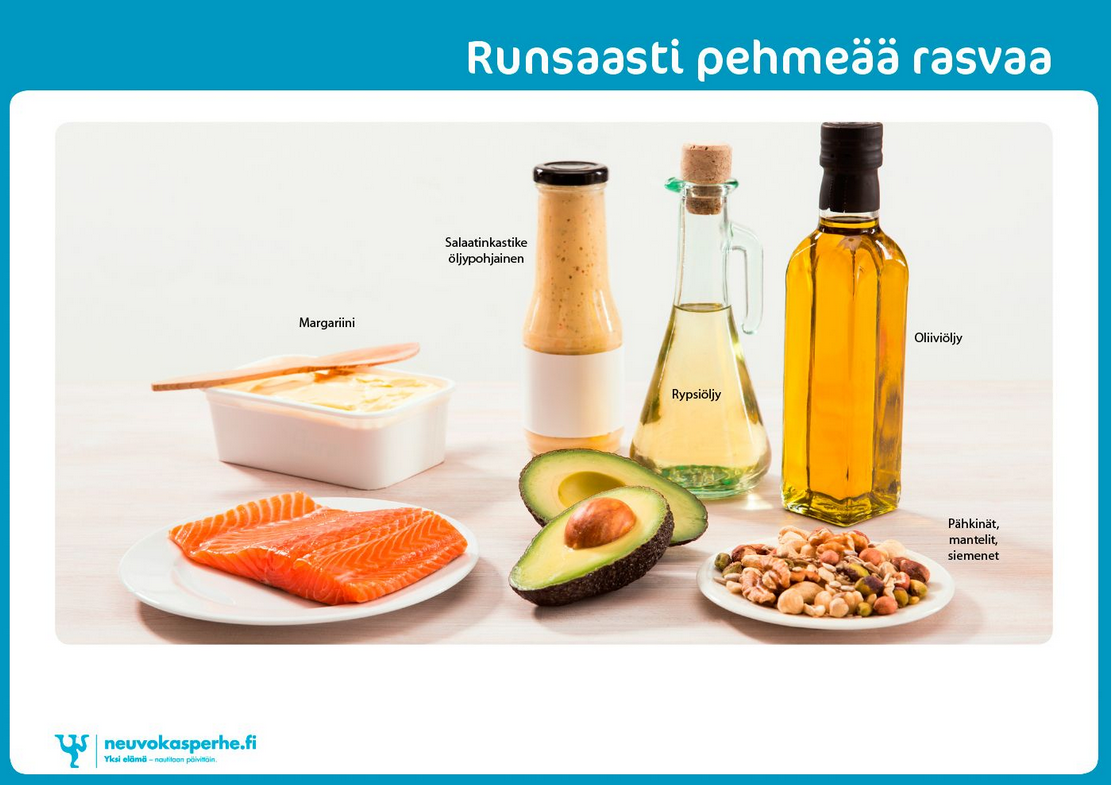 Runsaasti pehmeää rasvaa
Salaatinkastike
öljypohjainen
Margariini
Oliiviöljy
Rypsiöljy
Pähkinät,
mantelit,
siemenet
neuvokasperhe.fi
Yksi elämä – nautitaan päivittäin.